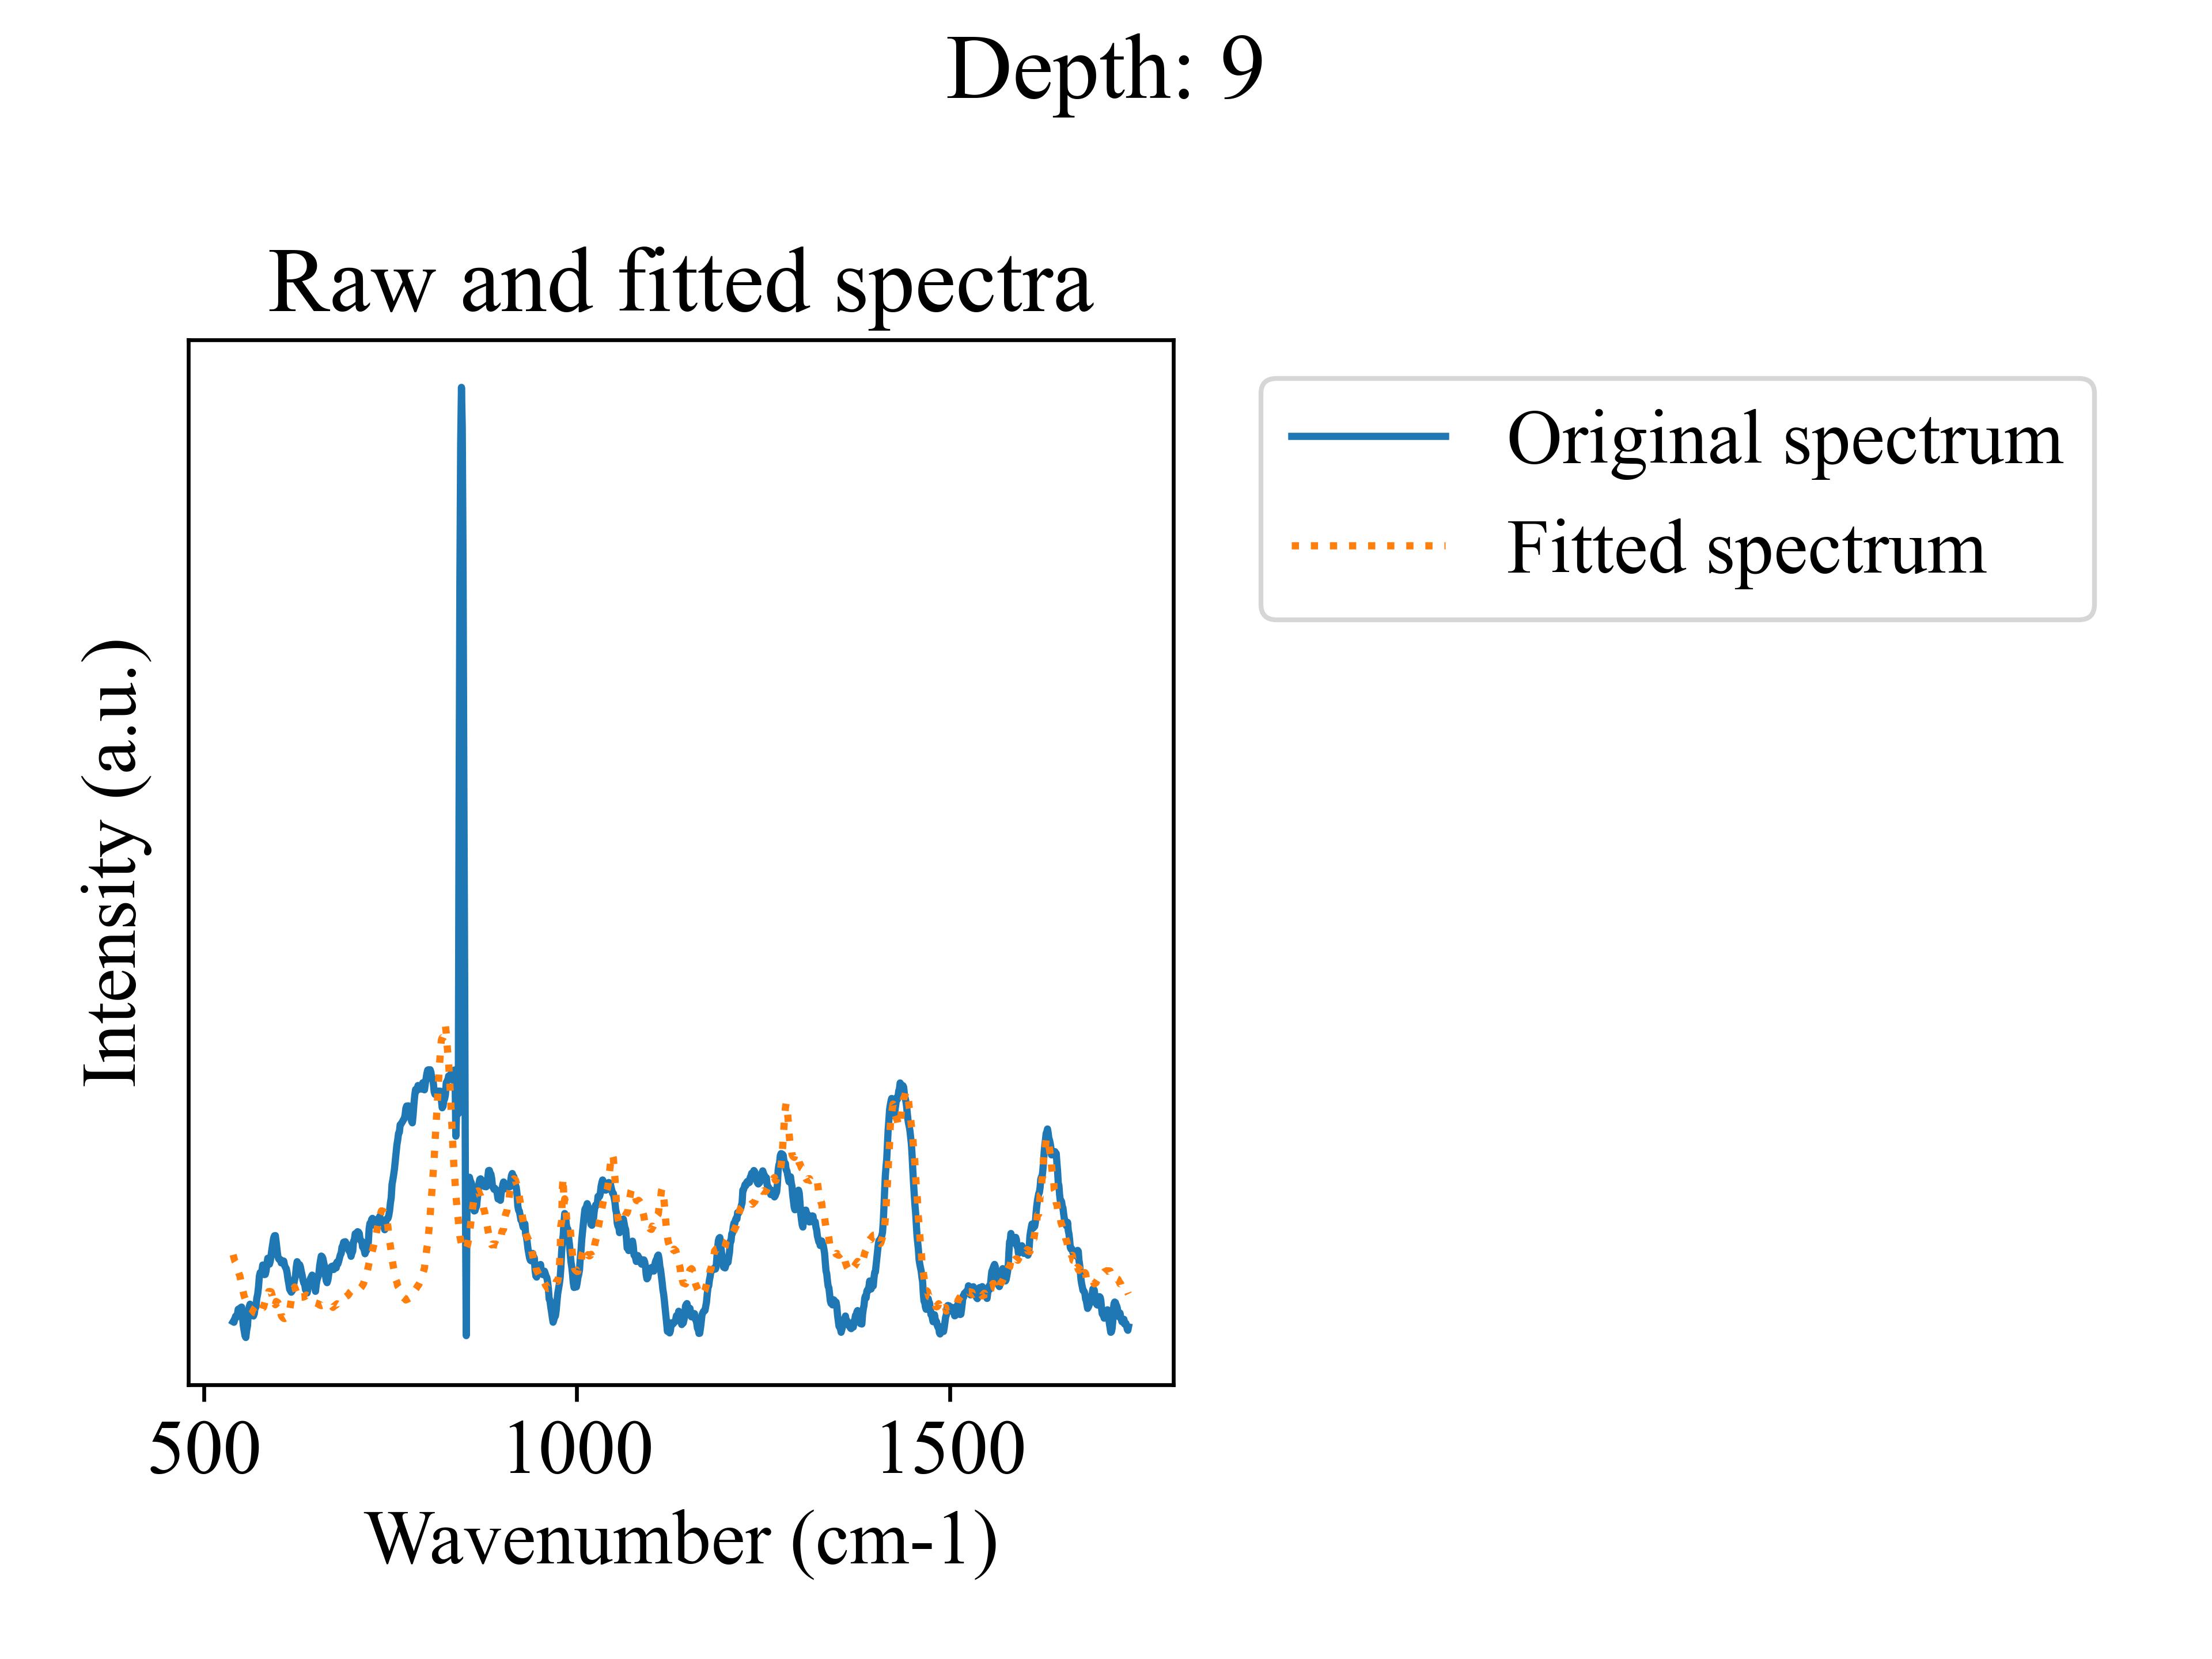 Depth: 9
Raw and fitted spectra
Original spectrum
Fitted spectrum
Intensity (a.u.)
500 1000 1500
Wavenumber (cm-1)